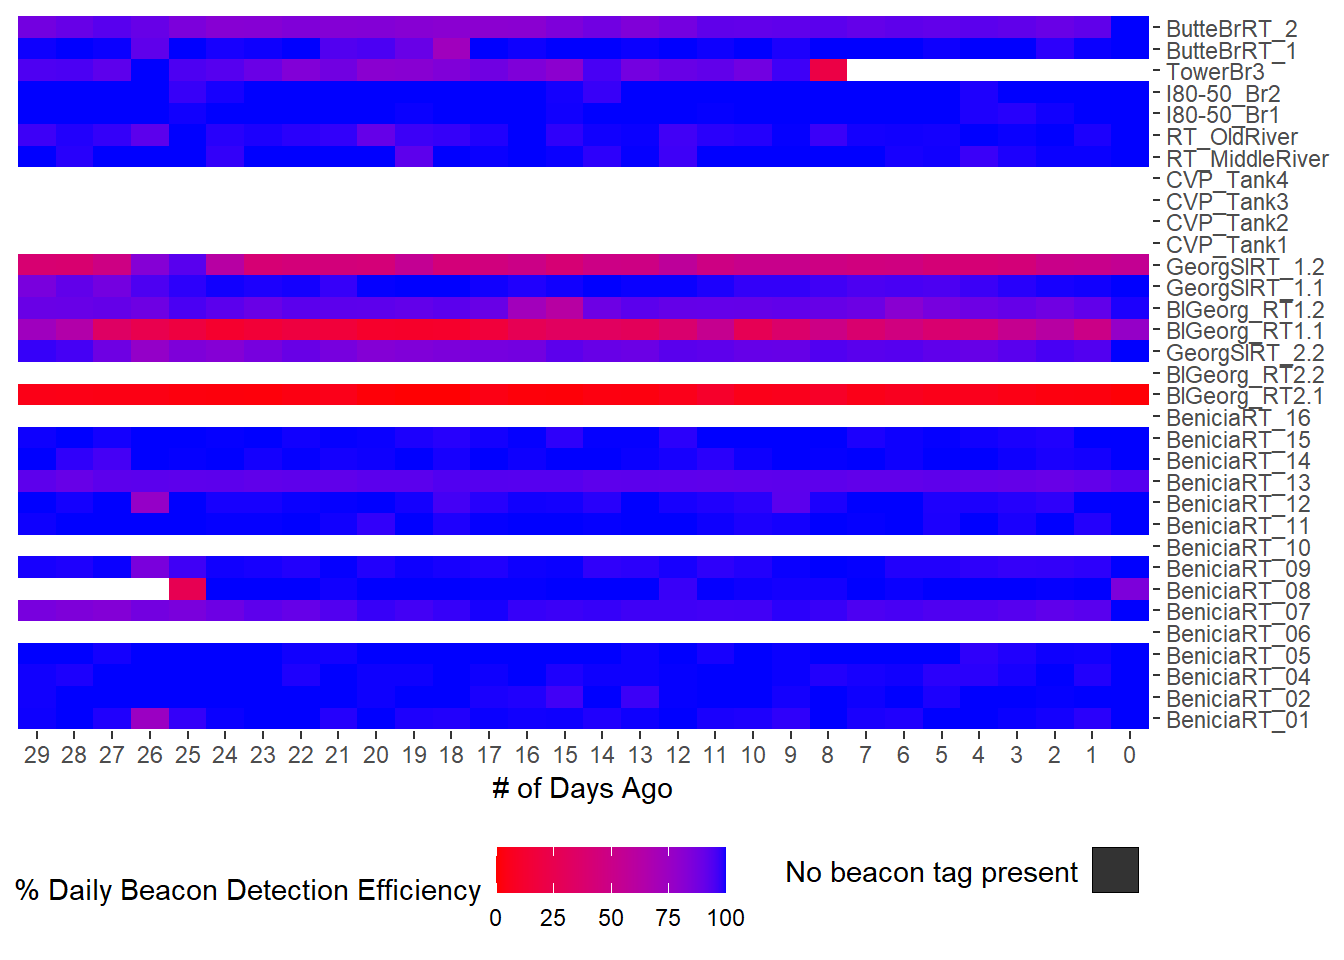 ButteBrRT_2
ButteBrRT_1
TowerBr3
I80-50_Br2
I80-50_Br1
RT_OldRiver
RT_MiddleRiver
CVP_Tank4
CVP_Tank3
CVP_Tank2
CVP_Tank1
GeorgSlRT_1.2
GeorgSlRT_1.1
BlGeorg_RT1.2
BlGeorg_RT1.1
GeorgSlRT_2.2
BlGeorg_RT2.2
BlGeorg_RT2.1
BeniciaRT_16
BeniciaRT_15
BeniciaRT_14
BeniciaRT_13
BeniciaRT_12
BeniciaRT_11
BeniciaRT_10
BeniciaRT_09
BeniciaRT_08
BeniciaRT_07
BeniciaRT_06
BeniciaRT_05
BeniciaRT_04
BeniciaRT_02
BeniciaRT_01
29 28 27 26 25 24 23 22 21 20 19 18 17 16 15 14 13 12 11 10 9 8 7 6 5 4 3 2 1 0
# of Days Ago
% Daily Beacon Detection Efficiency
0 25 50 75 100
No beacon tag present